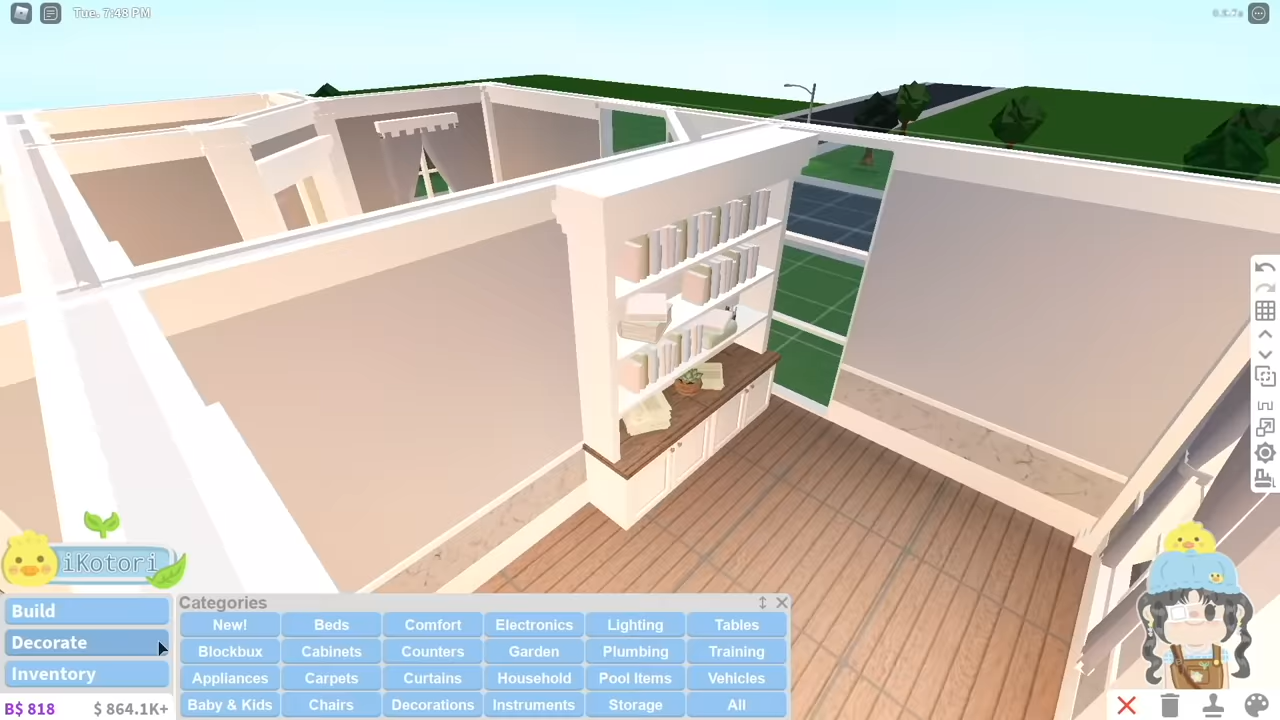 Tue. 7:48 PM
iKotori
Build
Decorate
Inventory
B$ 818 $ 864.1K+
Categories
New! Beds Comfort Electronics Lighting Tables
Blockbux Cabinets Counters Garden Plumbing Training
Appliances Carpets Curtains Household Pool Items Vehicles
Baby & Kids Chairs Decorations Instruments Storage All